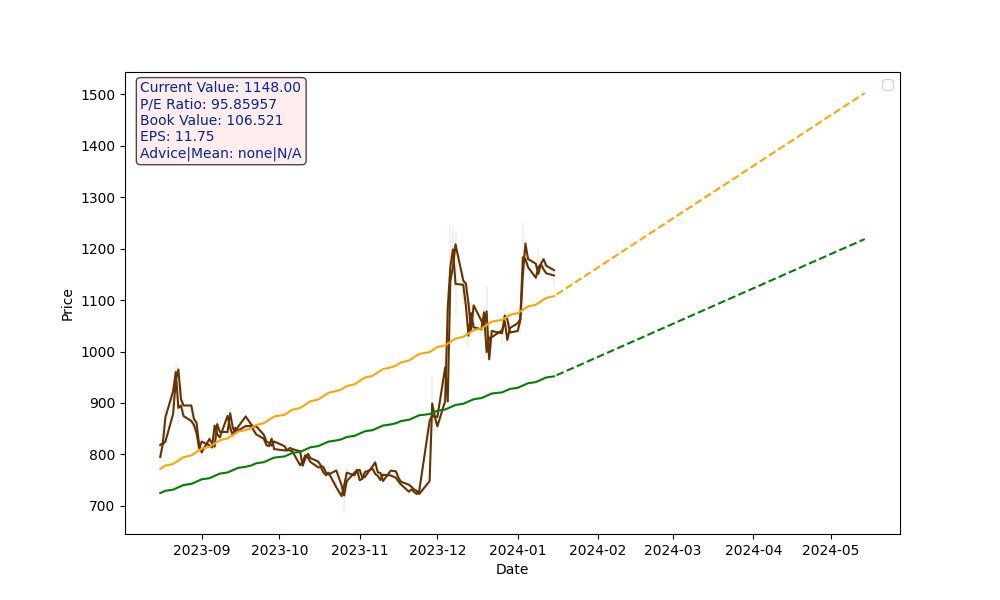 Current Value: 1148.00
P/E Ratio: 95.85957
Book Value: 106.521
EPS: 11.75
Advice|Mean: none|N/A
1500
1400
1300
1200
1100
1000
900
800
700
Price
2023-09 2023-10 2023-11 2023-12 2024-01 2024-02 2024-03 2024-04 2024-05
Date